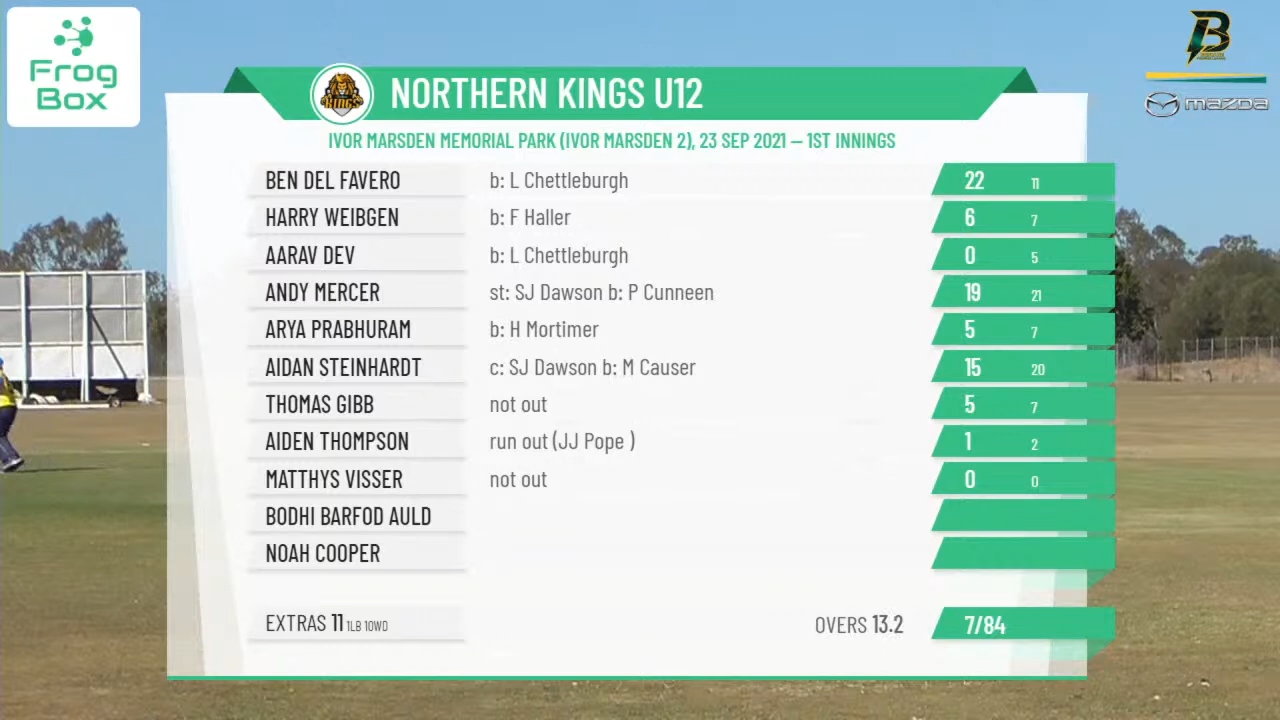 Frog
Box
B
mazda
KINGS
NORTHERN KINGS U12
IVOR MARSDEN MEMORIAL PARK (IVOR MARSDEN 2), 23 SEP 2021 – 1ST INNINGS
BEN DEL FAVERO b: L Chettleburgh 22 11
HARRY WEIBGEN b: F Haller 6 7
AARAV DEV b: L Chettleburgh 0 5
ANDY MERCER st: SJ Dawson b: P Cunneen 19 21
ARYA PRABHURAM b: H Mortimer 5 7
AIDAN STEINHARDT c: SJ Dawson b: M Causer 15 20
THOMAS GIBB not out 5 7
AIDEN THOMPSON run out (JJ Pope ) 1 2
MATTHYS VISSER not out 0 0
BODHI BARFOD AULD
NOAH COOPER
EXTRAS 11 1LB 10WD OVERS 13.2 7/84